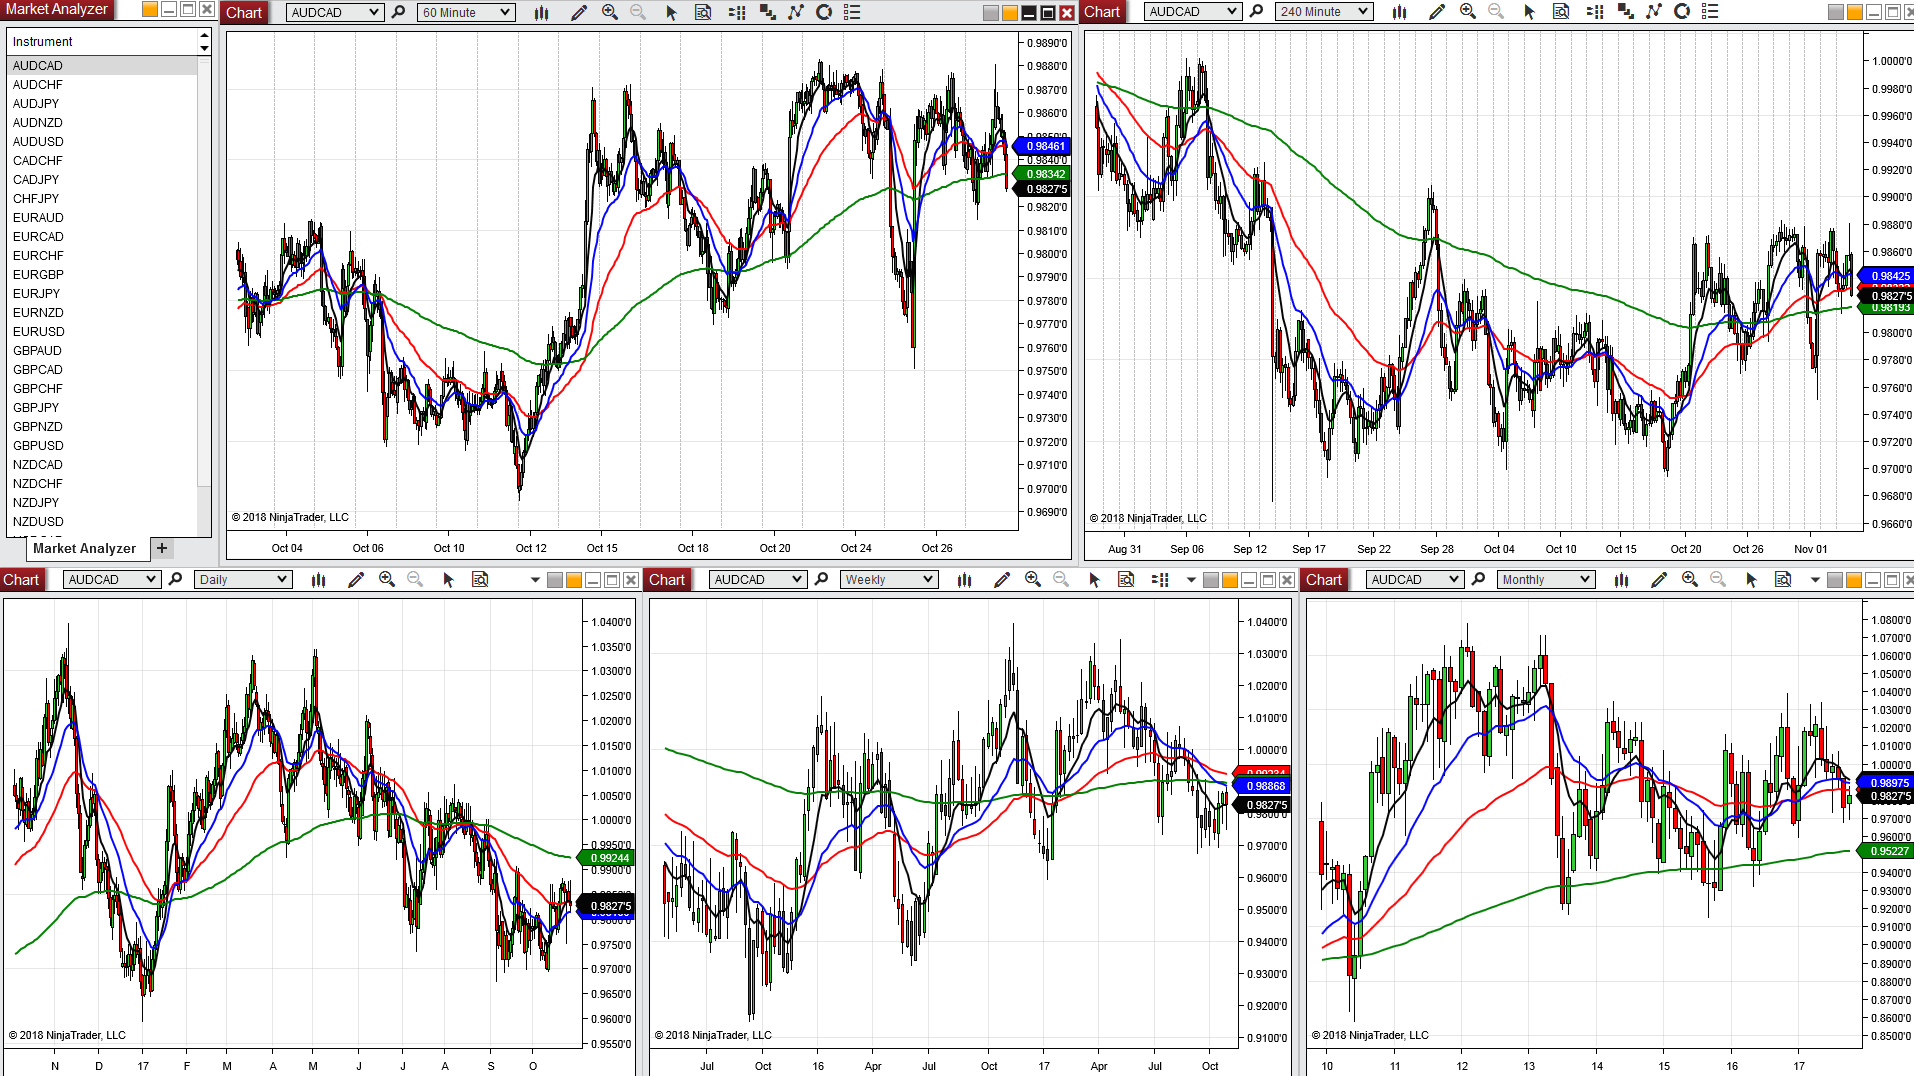 Market Analyzer
Instrument
AUDCAD
AUDCHF
AUDJPY
AUDNZD
AUDUSD
CADCHF
CADJPY
CHFJPY
EURAUD
EURCAD
EURCHF
EURGBP
EURJPY
EURNZD
EURUSD
GBPAUD
GBPCAD
GBPCHF
GBPJPY
GBPNZD
GBPUSD
NZDCAD
NZDCHF
NZDJPY
NZDUSD
Market Analyzer +
Chart AUDCAD 60 Minute
0.9890'0
0.9880'0
0.9870'0
0.9860'0
0.98461
0.9840'0
0.98342
0.9827'5
0.9820'0
0.9810'0
0.9800'0
0.9790'0
0.9780'0
0.9770'0
0.9760'0
0.9750'0
0.9740'0
0.9730'0
0.9720'0
0.9710'0
0.9700'0
0.9690'0
© 2018 NinjaTrader, LLC
Oct 04 Oct 06 Oct 10 Oct 12 Oct 15 Oct 18 Oct 20 Oct 24 Oct 26
Chart AUDCAD 240 Minute
1.0000'0
0.9980'0
0.9960'0
0.9940'0
0.9920'0
0.9900'0
0.9880'0
0.9860'0
0.98425
0.9827'5
0.9800'0
0.9780'0
0.9760'0
0.9740'0
0.9720'0
0.9700'0
0.9680'0
0.9660'0
© 2018 NinjaTrader, LLC
Aug 31 Sep 06 Sep 12 Sep 17 Sep 22 Sep 28 Oct 04 Oct 10 Oct 15 Oct 20 Oct 26 Nov 01
Chart AUDCAD Daily
1.0400'0
1.0350'0
1.0300'0
1.0250'0
1.0200'0
1.0150'0
1.0100'0
1.0050'0
1.0000'0
0.9950'0
0.99244
0.9900'0
0.9827'5
0.9750'0
0.9700'0
0.9650'0
0.9600'0
0.9550'0
© 2018 NinjaTrader, LLC
N D 17 F M A M J J A S O
Chart AUDCAD Weekly
1.0400'0
1.0300'0
1.0200'0
1.0100'0
1.0000'0
0.98868
0.9827'5
0.9800'0
0.9700'0
0.9600'0
0.9500'0
0.9400'0
0.9300'0
0.9200'0
0.9100'0
© 2018 NinjaTrader, LLC
Jul Oct 16 Apr Jul Oct 17 Apr Jul Oct
Chart AUDCAD Monthly
1.0800'0
1.0700'0
1.0600'0
1.0500'0
1.0400'0
1.0300'0
1.0200'0
1.0100'0
1.0000'0
0.98975
0.9827'5
0.9700'0
0.9600'0
0.95227
0.9400'0
0.9300'0
0.9200'0
0.9100'0
0.9000'0
0.8900'0
0.8800'0
0.8700'0
0.8600'0
0.8500'0
© 2018 NinjaTrader, LLC
10 11 12 13 14 15 16 17